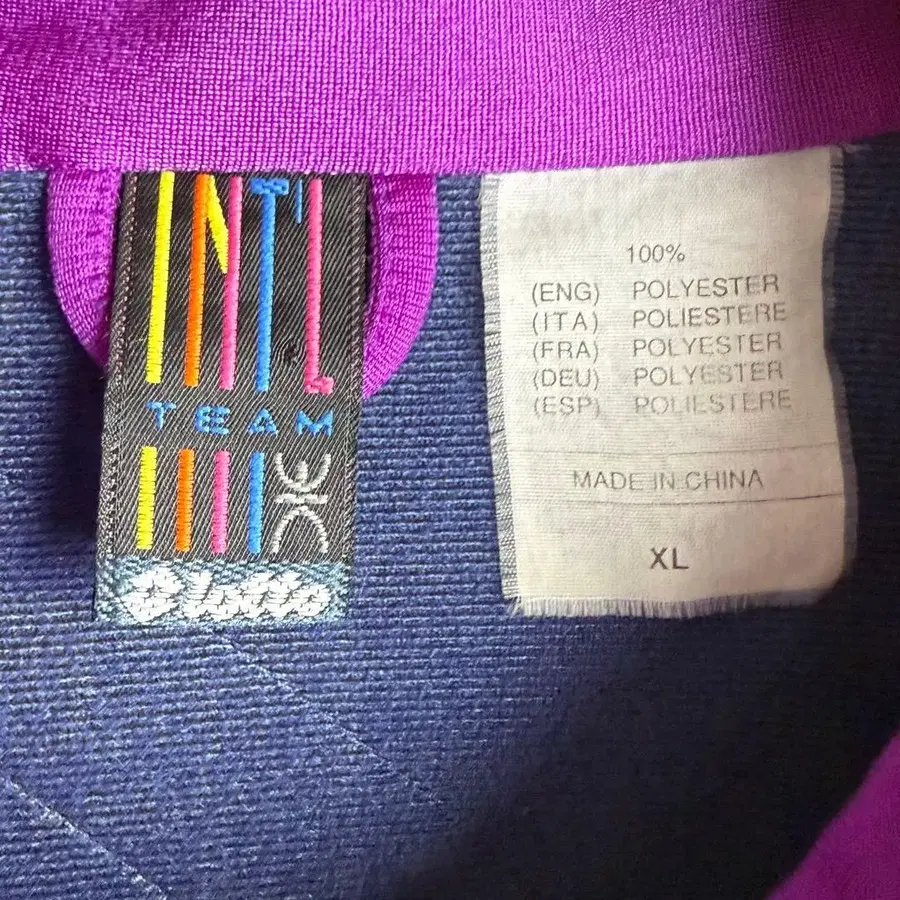 INT'L
TEAM
lotto
100%
(ENG) POLYESTER
(ITA) POLIESTERE
(FRA) POLYESTER
(DEU) POLYESTER
(ESP) POLIESTERE
MADE IN CHINA
XL